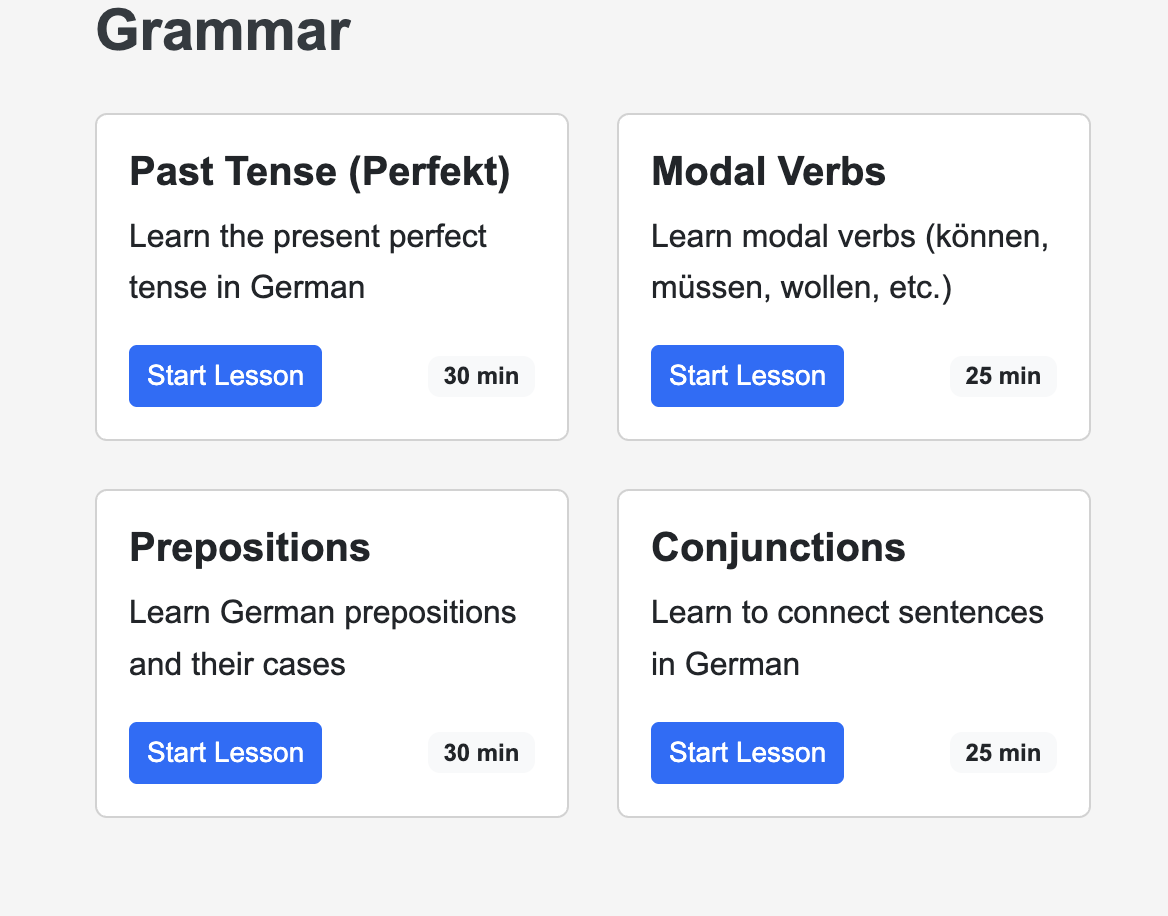 Grammar
Past Tense (Perfekt)
Learn the present perfect
tense in German
Start Lesson
30 min
Modal Verbs
Learn modal verbs (können,
müssen, wollen, etc.)
Start Lesson
25 min
Prepositions
Learn German prepositions
and their cases
Start Lesson
30 min
Conjunctions
Learn to connect sentences
in German
Start Lesson
25 min